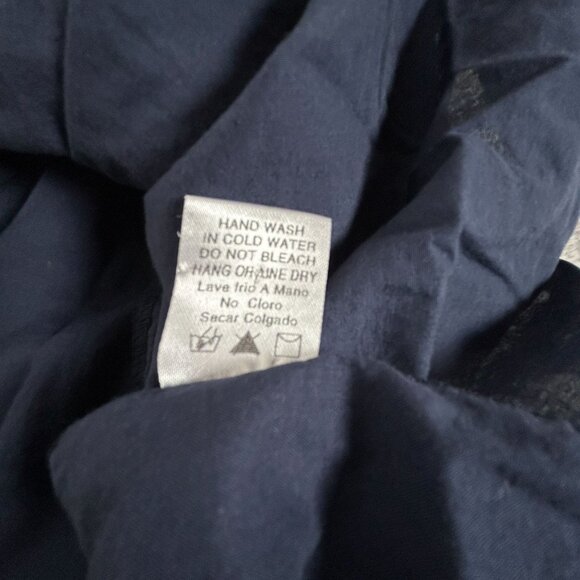 HAND WASH
IN COLD WATER
DO NOT BLEACH
HANG OR LINE DRY
Lave frio A Mano
No Cloro
Secar Colgado